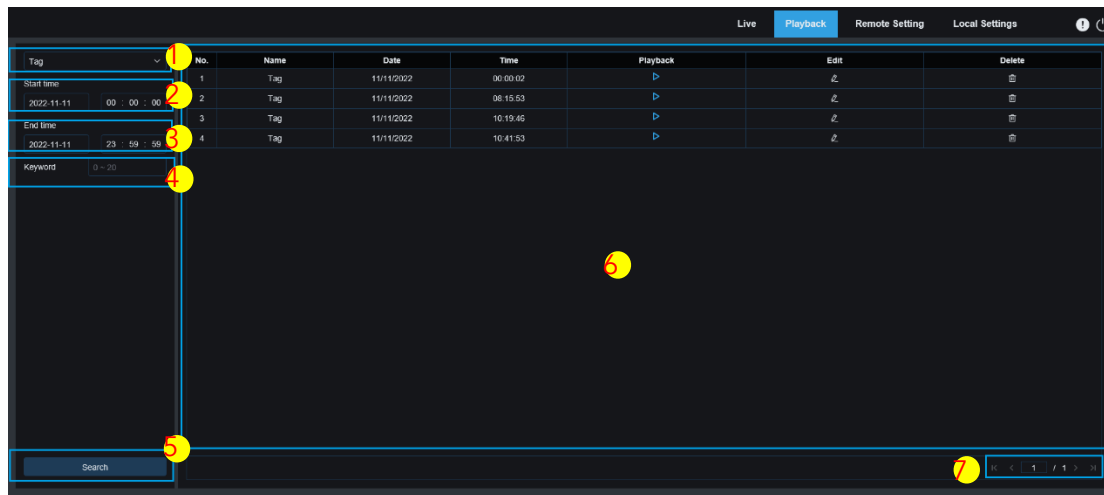 Live Playback Remote Setting Local Settings
Tag 1
Start time
2022-11-11 00 : 00 : 00 2
End time
2022-11-11 23 : 59 : 59 3
Keyword 0 ~ 20 4
No. Name Date Time Playback Edit Delete
1 Tag 11/11/2022 00:00:02
2 Tag 11/11/2022 08:15:53
3 Tag 11/11/2022 10:19:46
4 Tag 11/11/2022 10:41:53
6
5
Search
7 1 / 1